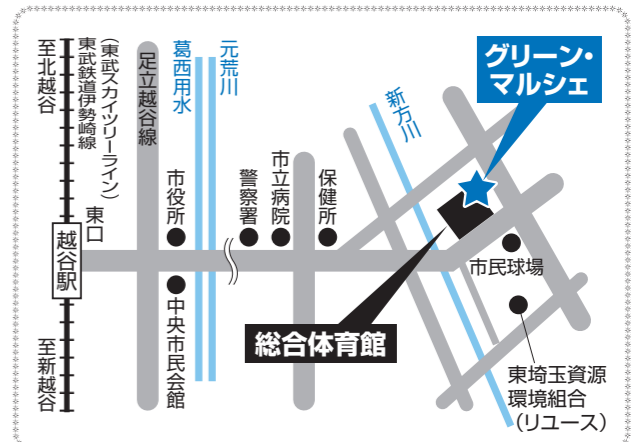 至北越谷
東武鉄道伊勢崎線
（東武スカイツリーライン）
東口
越谷駅
至新越谷
足立越谷線
葛西用水
元荒川
市役所
中央市民会館
警察署
市立病院
保健所
新方川
グリーン・
マルシェ
総合体育館
市民球場
東埼玉資源
環境組合
（リユース）